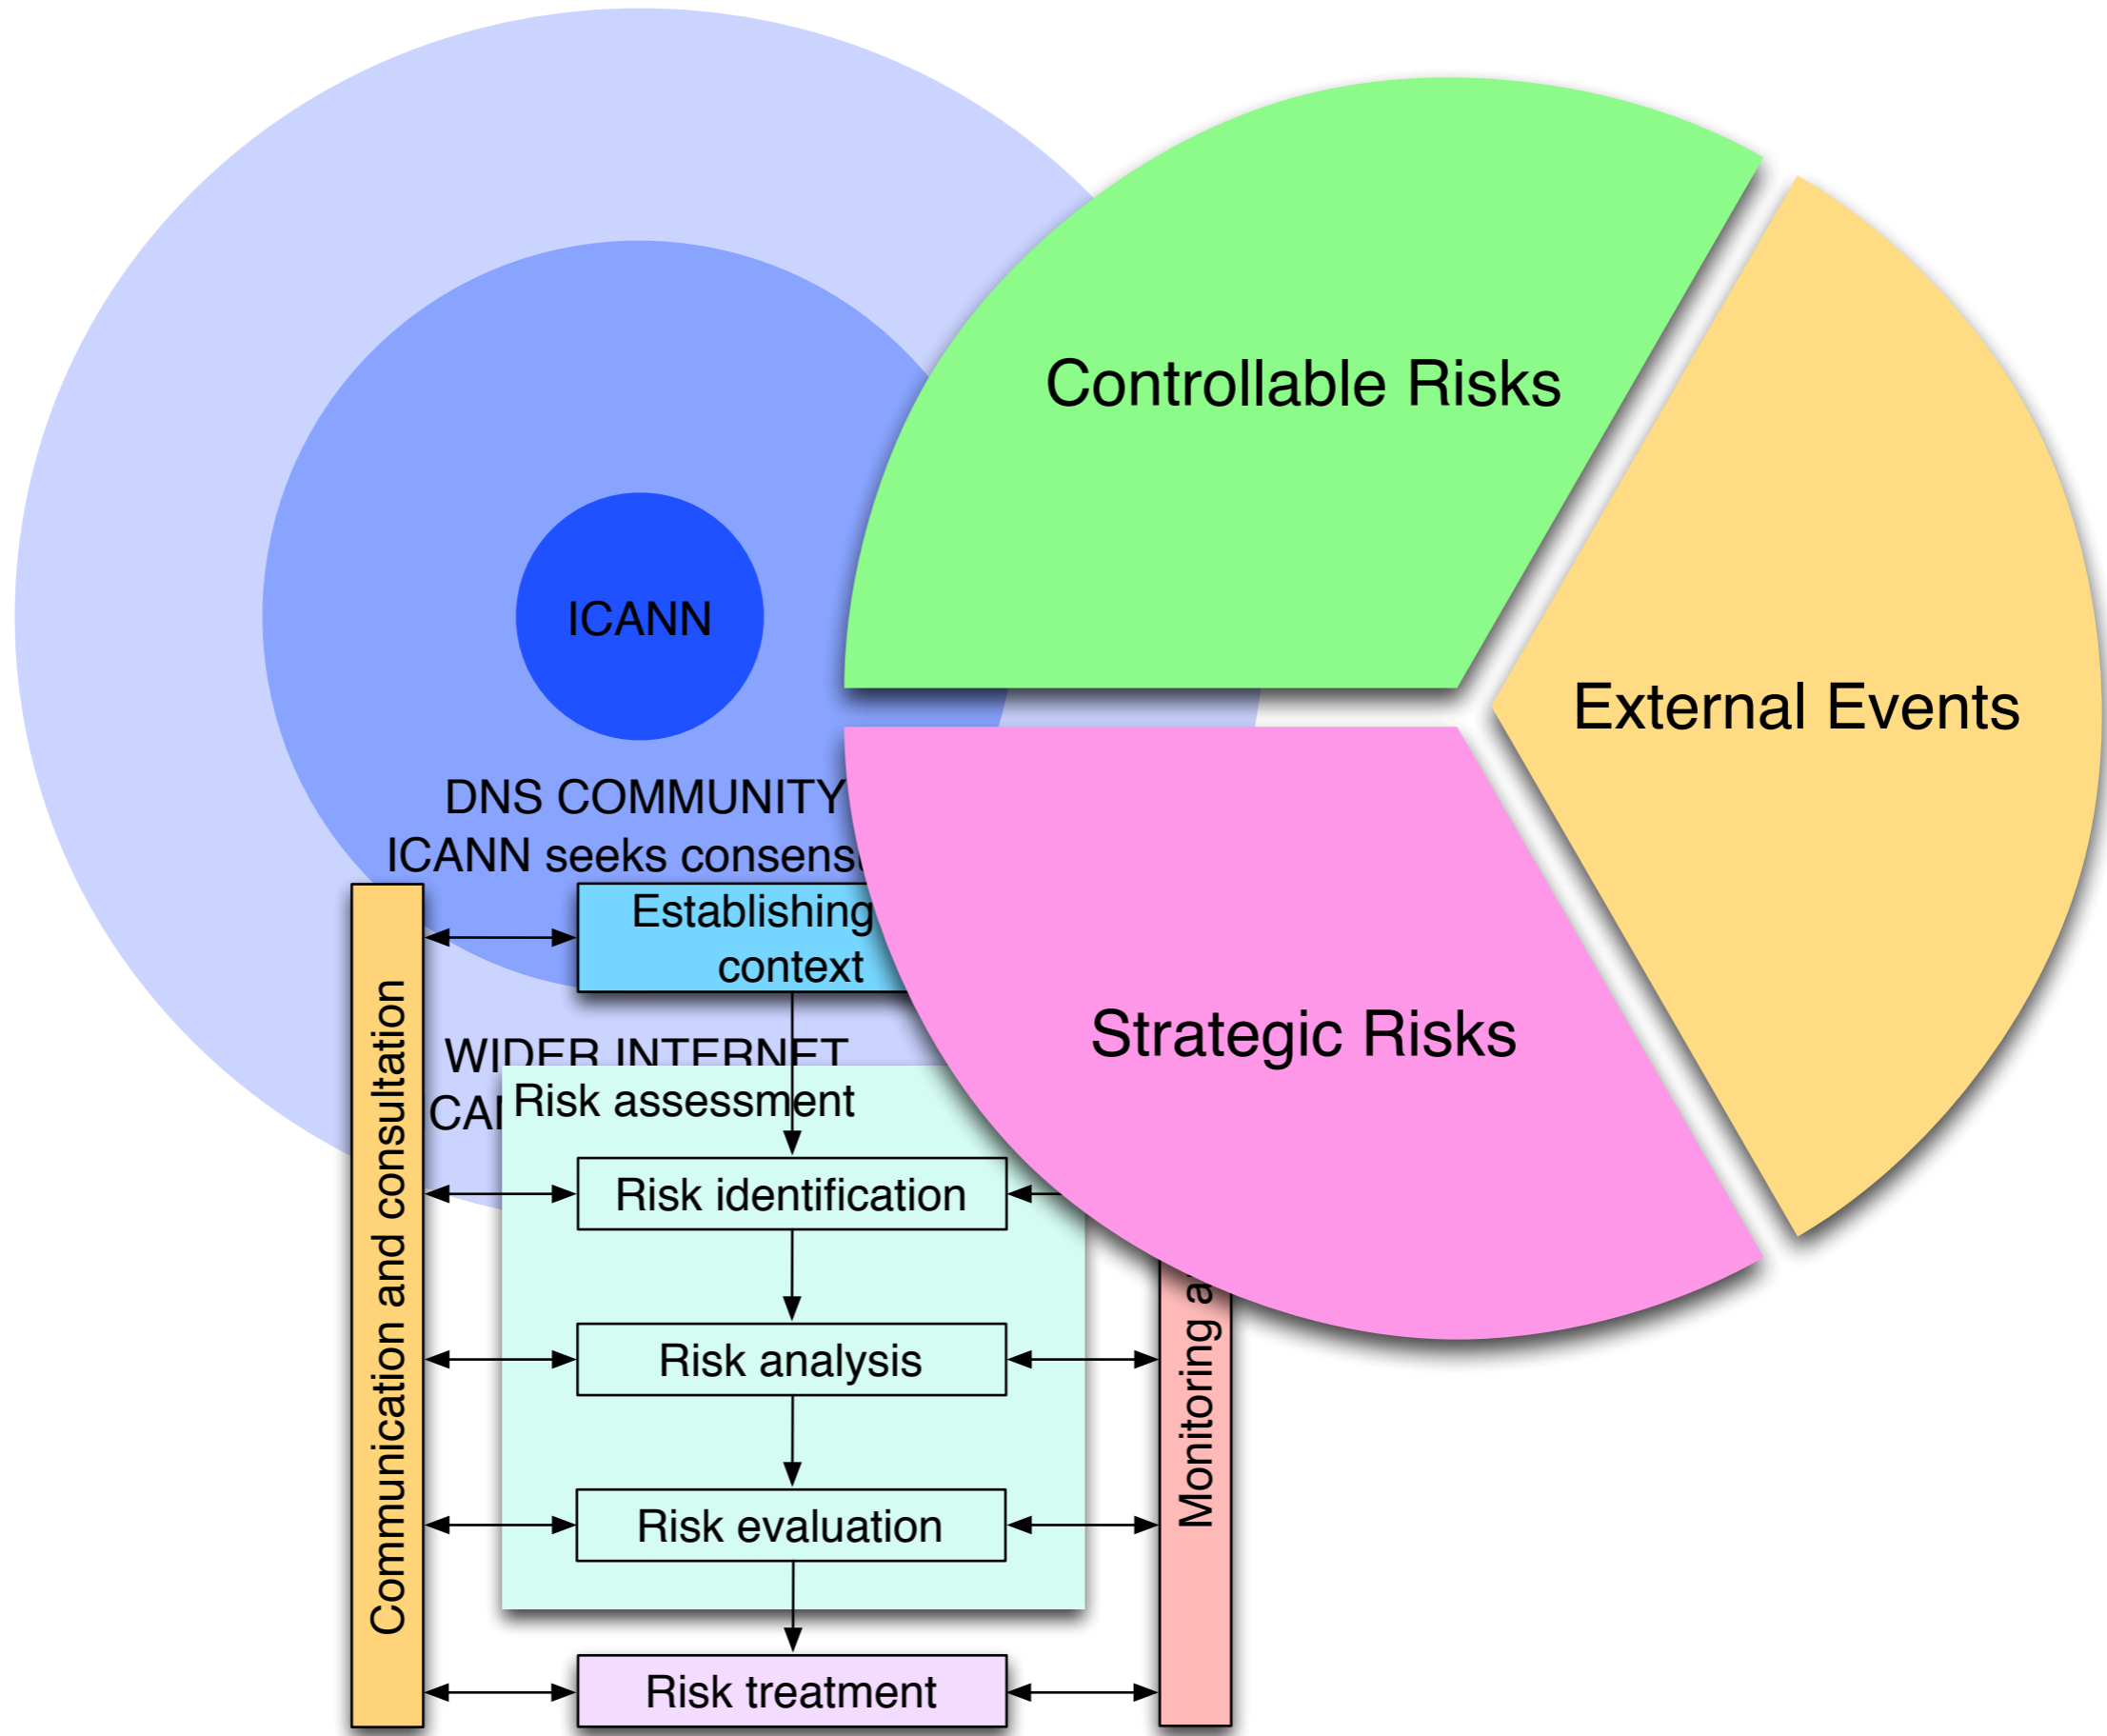 Controllable Risks
External Events
Strategic Risks
ICANN
DNS COMMUNITY
ICANN seeks
Establishing
context
WIDER INTERNET
Communication and consultation
Risk assessment
Risk identification
Risk analysis
Risk evaluation
Risk treatment
Monitoring